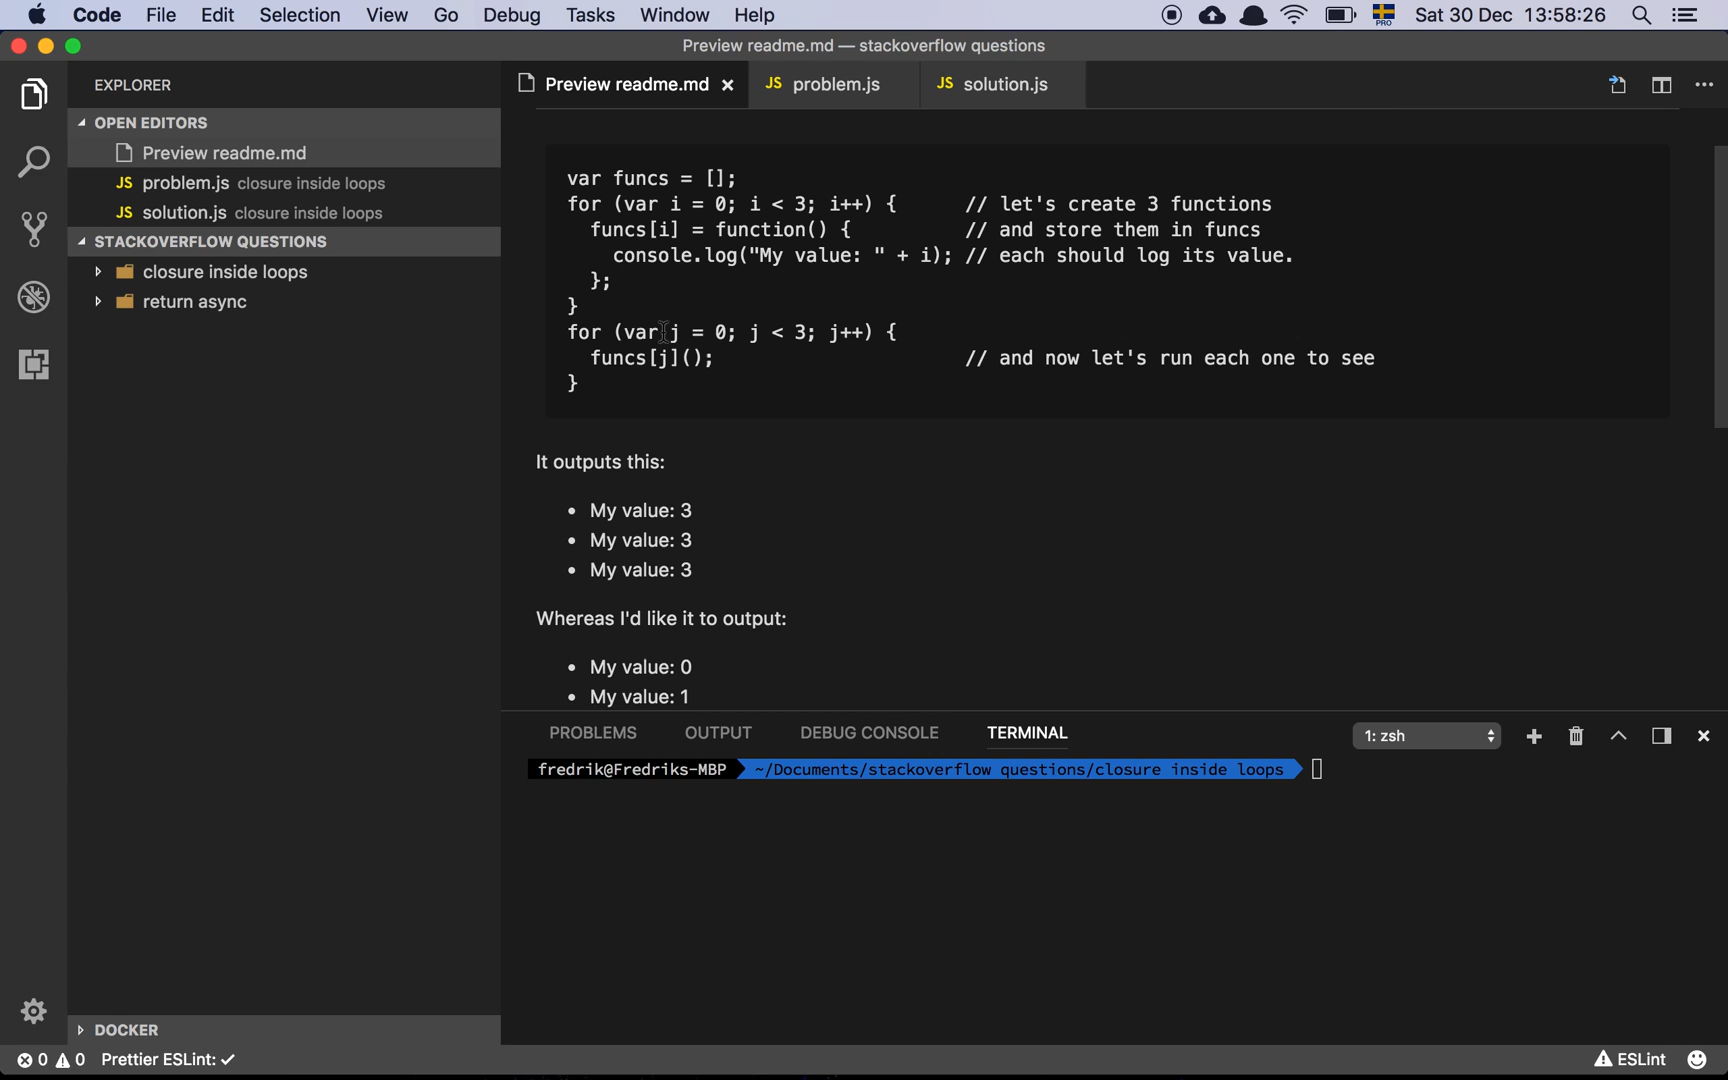 Code File Edit Selection View Go Debug Tasks Window Help PRO Sat 30 Dec 13:58:26
Preview readme.md — stackoverflow questions
EXPLORER
Preview readme.md JS problem.js JS solution.js
OPEN EDITORS
Preview readme.md
JS problem.js closure inside loops
JS solution.js closure inside loops
STACKOVERFLOW QUESTIONS
closure inside loops
return async
DOCKER
var funcs = [];
for (var i = 0; i < 3; i++) {      // let's create 3 functions
  funcs[i] = function() {          // and store them in funcs
    console.log("My value: " + i); // each should log its value.
  };
}
for (var j = 0; j < 3; j++) {
  funcs[j]();                      // and now let's run each one to see
}
It outputs this:
• My value: 3
• My value: 3
• My value: 3
Whereas I'd like it to output:
• My value: 0
• My value: 1
PROBLEMS OUTPUT DEBUG CONSOLE TERMINAL 1: zsh
fredrik@Fredriks-MBP ~/Documents/stackoverflow questions/closure inside loops
0 0 Prettier ESLint: ✓ ESLint